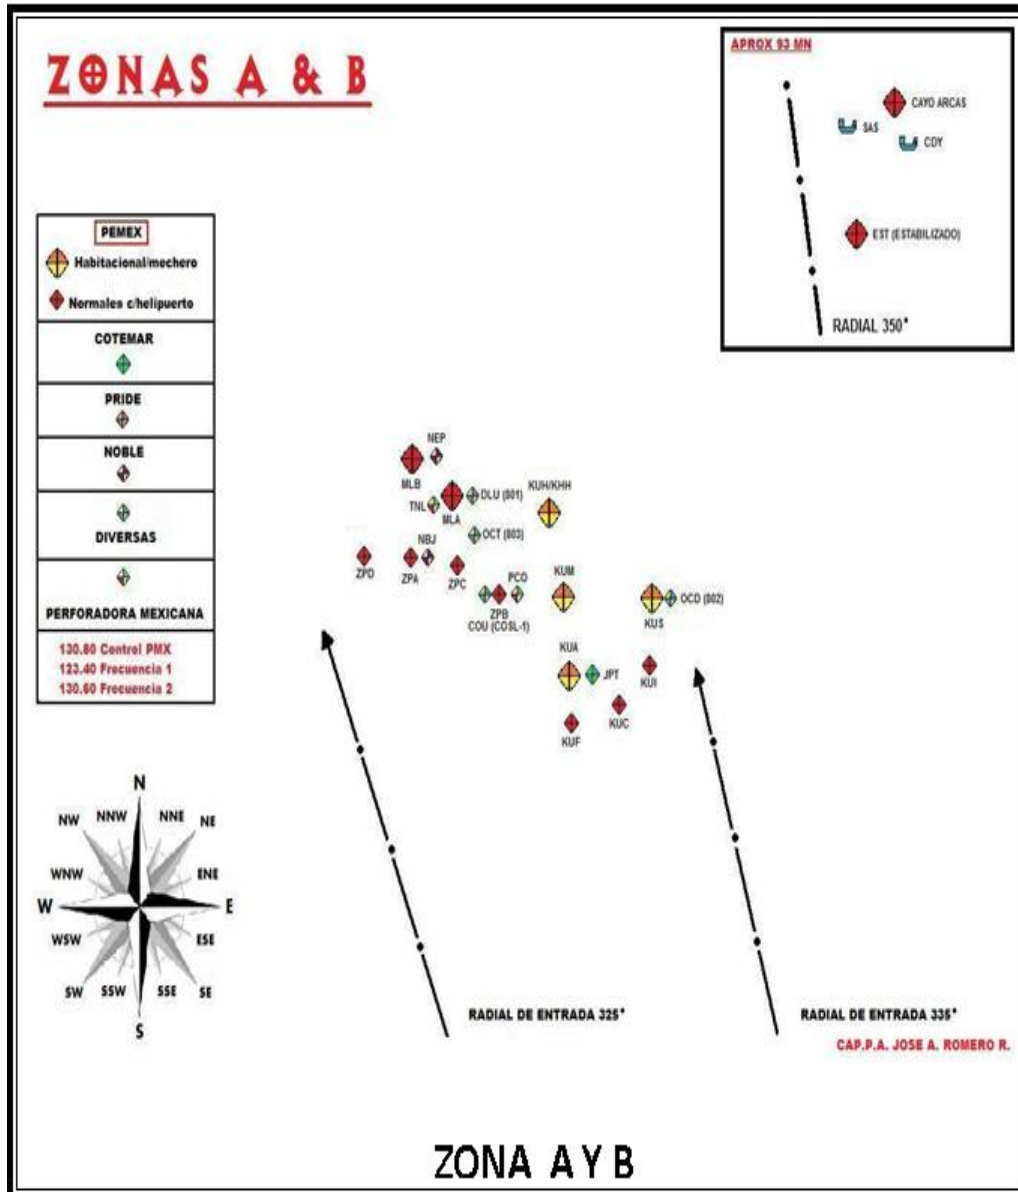 ZONAS A & B
APROX 93 MN
CAYO ARCAS
SAS
CDY
EST (ESTABILIZADO)
RADIAL 350°
PEMEX
Habitacional/mechero
Normales c/helipuerto
COTEMAR
PRIDE
NOBLE
DIVERSAS
PERFORADORA MEXICANA
130.80 Control PMX
123.40 Frecuencia 1
130.60 Frecuencia 2
NEP
MLB
DLU (801)
KUH/KHH
TNL
MLA
OCT (803)
NBJ
ZPD
ZPA
ZPC
PCO
KUM
ZPB
COU (COSL-1)
KUS
OCD (802)
KUA
JPT
KUI
KUC
KUF
N
NNW
NNE
NW
NE
WNW
ENE
W
E
WSW
ESE
SW
SSW
SSE
SE
S
RADIAL DE ENTRADA 325°
RADIAL DE ENTRADA 335°
CAP.P.A. JOSE A. ROMERO R.
ZONA A Y B